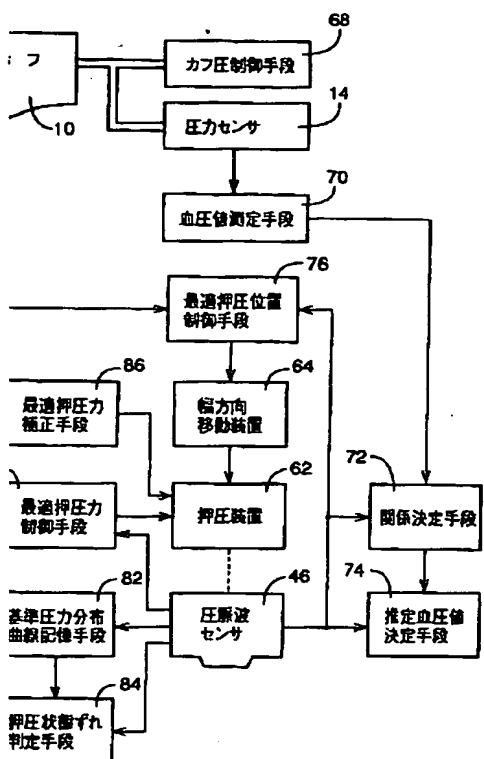 68
カフ圧制御手段
フ
14
10
圧力センサ
70
血圧値測定手段
76
最適押圧位置
制御手段
86
最適押圧力
補正手段
64
幅方向
移動装置
62
押圧装置
72
関係決定手段
最適押圧力
制御手段
82
基準圧力分布
曲線記憶手段
46
圧脈波
センサ
74
推定血圧値
決定手段
84
押圧状態ずれ
判定手段